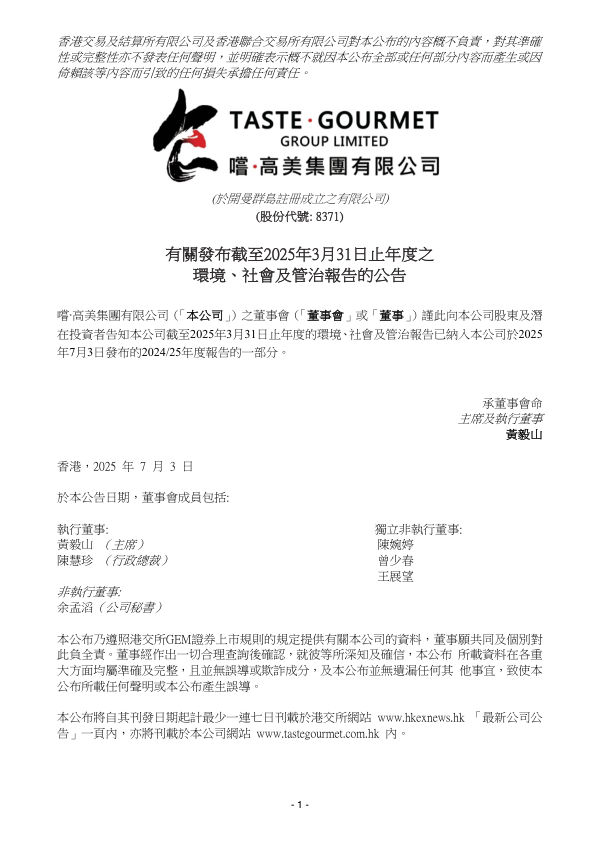 香港交易及結算所有限公司及香港聯合交易所有限公司對本公布的內容概不負責，對其準確
性或完整性亦不發表任何聲明，並明確表示概不就因本公布全部或任何部分內容而產生或因
倚賴該等內容而引致的任何損失承擔任何責任。
TASTE·GOURMET
GROUP LIMITED
嚐·高美集團有限公司
(於開曼群島註冊成立之有限公司)
(股份代號: 8371)
有關發布截至2025年3月31日止年度之
環境、社會及管治報告的公告
嚐·高美集團有限公司（「本公司」）之董事會（「董事會」或「董事」）謹此向本公司股東及潛
在投資者告知本公司截至2025年3月31日止年度的環境、社會及管治報告已納入本公司於2025
年7月3日發布的2024/25年度報告的一部分。
承董事會命
主席及執行董事
黃毅山
香港，2025 年 7 月 3 日
於本公告日期，董事會成員包括:
執行董事: 獨立非執行董事:
黃毅山 （主席） 陳婉婷
陳慧珍 （行政總裁） 曾少春
王展望
非執行董事:
余孟滔（公司秘書）
本公布乃遵照港交所GEM證券上市規則的規定提供有關本公司的資料，董事願共同及個別對
此負全責。董事經作出一切合理查詢後確認，就彼等所深知及確信，本公布 所載資料在各重
大方面均屬準確及完整，且並無誤導或欺詐成分，及本公布並無遺漏任何其 他事宜，致使本
公布所載任何聲明或本公布產生誤導。
本公布將自其刊發日期起計最少一連七日刊載於港交所網站 www.hkexnews.hk 「最新公司公
告」一頁內，亦將刊載於本公司網站 www.tastegourmet.com.hk 內。
- 1 -